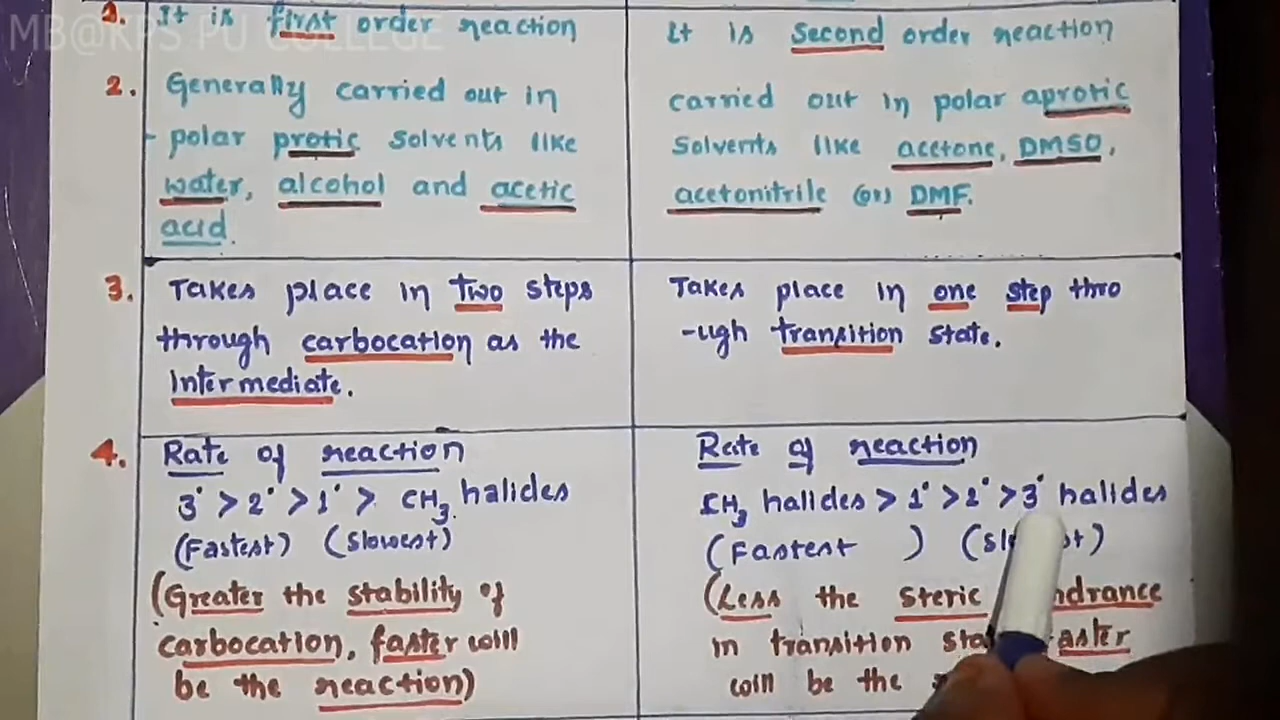 MB@KPS PU COLLEGE
1. It is first order reaction
It is second order reaction
2. Generally carried out in
polar protic solvents like
water, alcohol and acetic
acid.
carried out in polar aprotic
solvents like acetone, DMSO,
acetonitrile (or) DMF.
3. Takes place in two steps
through carbocation as the
Intermediate.
Takes place in one step thro
-ugh transition state.
4. Rate of reaction
3° > 2° > 1° > CH3 halides
(Fastest) (Slowest)
(Greater the stability of
carbocation, faster will
be the reaction)
Rate of reaction
CH3 halides > 1° > 2° > 3° halides
(Fastest )
(Less the steric
in transition
will be the